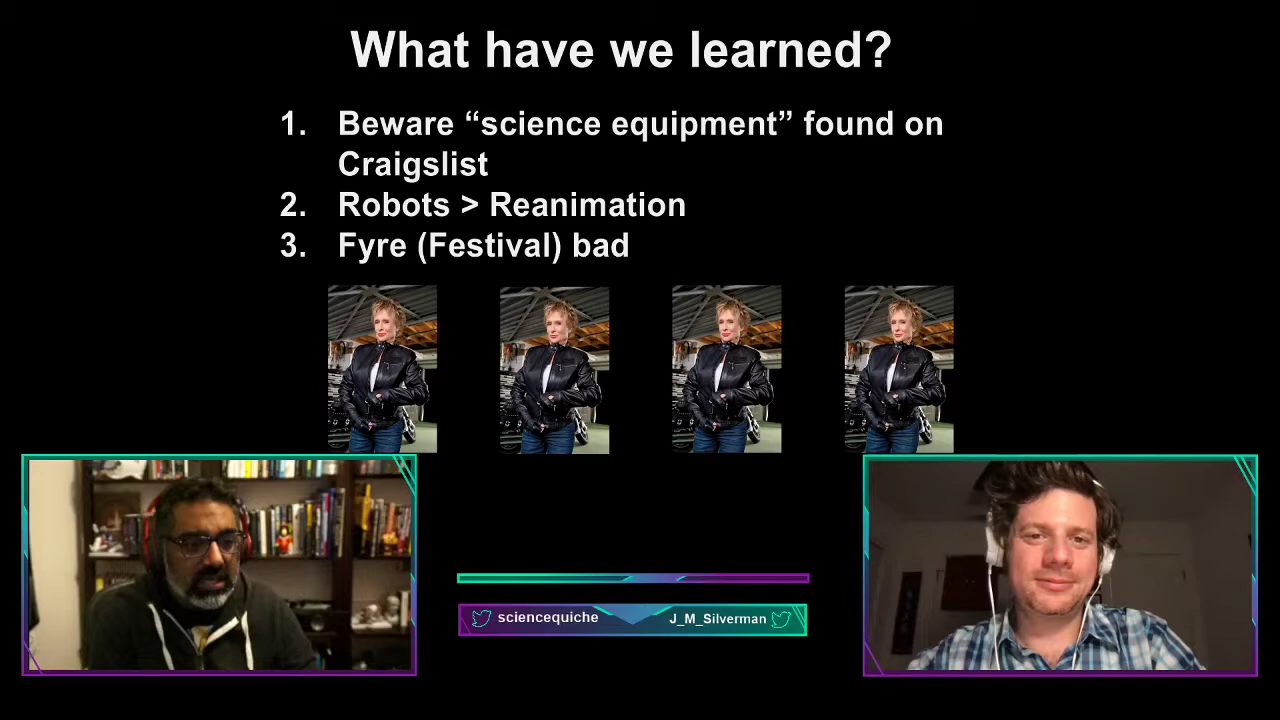 What have we learned?
1. Beware “science equipment” found on
Craigslist
2. Robots > Reanimation
3. Fyre (Festival) bad
sciencequiche
J_M_Silverman